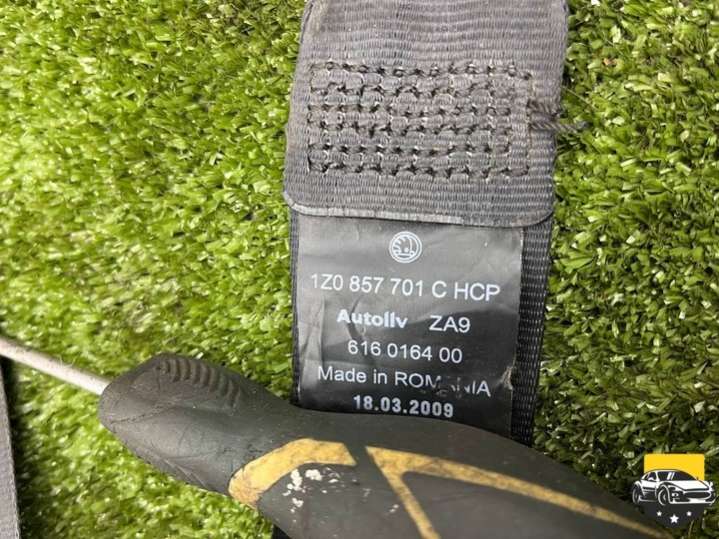 1Z0 857 701 C HCP
Autoliv ZA9
616 0164 00
Made in ROMANIA
18.03.2009